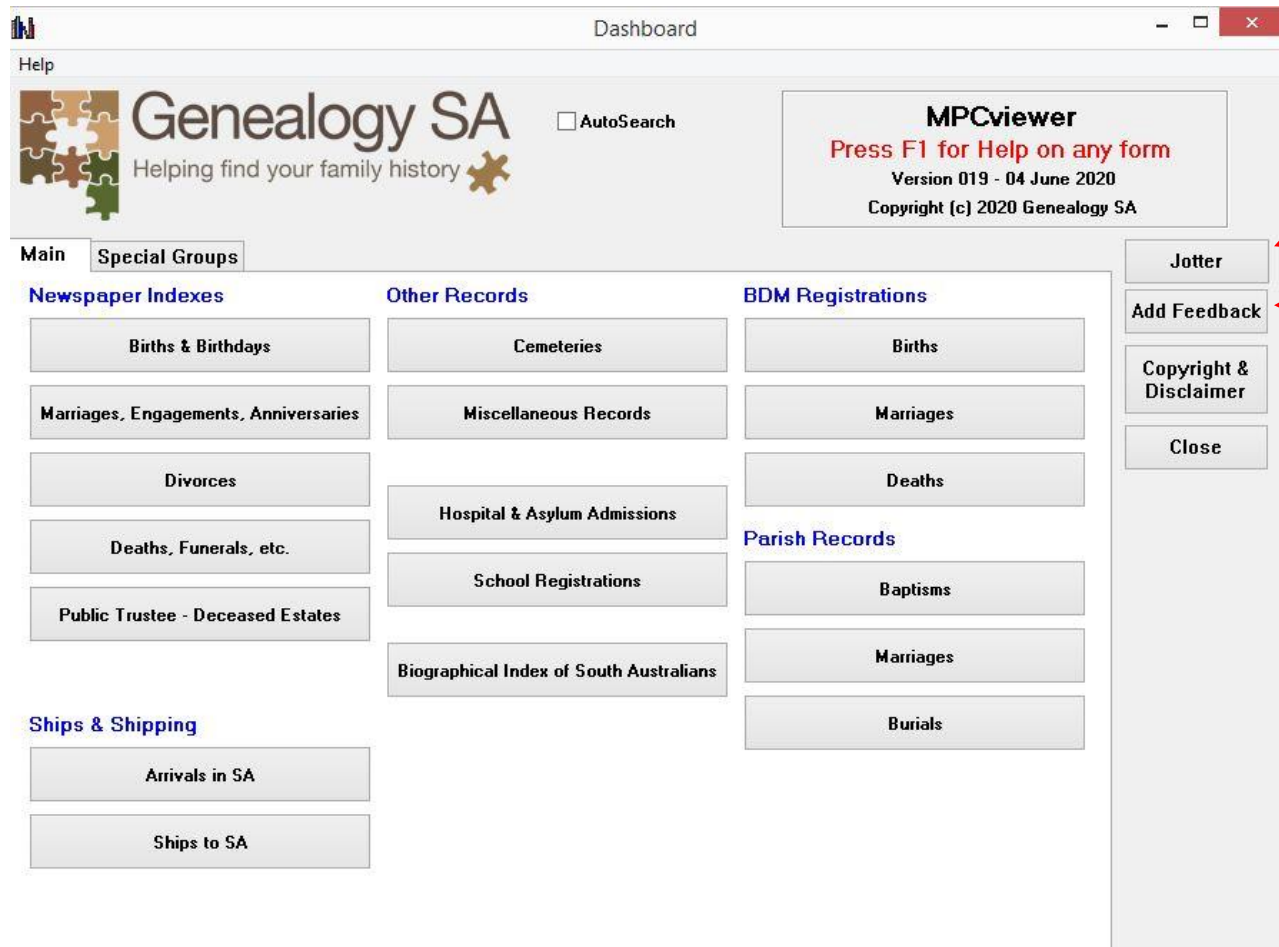 Dashboard
Help
Genealogy SA
Helping find your family history
AutoSearch
MPCviewer
Press F1 for Help on any form
Version 019 - 04 June 2020
Copyright (c) 2020 Genealogy SA
Main
Special Groups
Newspaper Indexes
Births & Birthdays
Marriages, Engagements, Anniversaries
Divorces
Deaths, Funerals, etc.
Public Trustee - Deceased Estates
Ships & Shipping
Arrivals in SA
Ships to SA
Other Records
Cemeteries
Miscellaneous Records
Hospital & Asylum Admissions
School Registrations
Biographical Index of South Australians
BDM Registrations
Births
Marriages
Deaths
Parish Records
Baptisms
Marriages
Burials
Jotter
Add Feedback
Copyright &
Disclaimer
Close